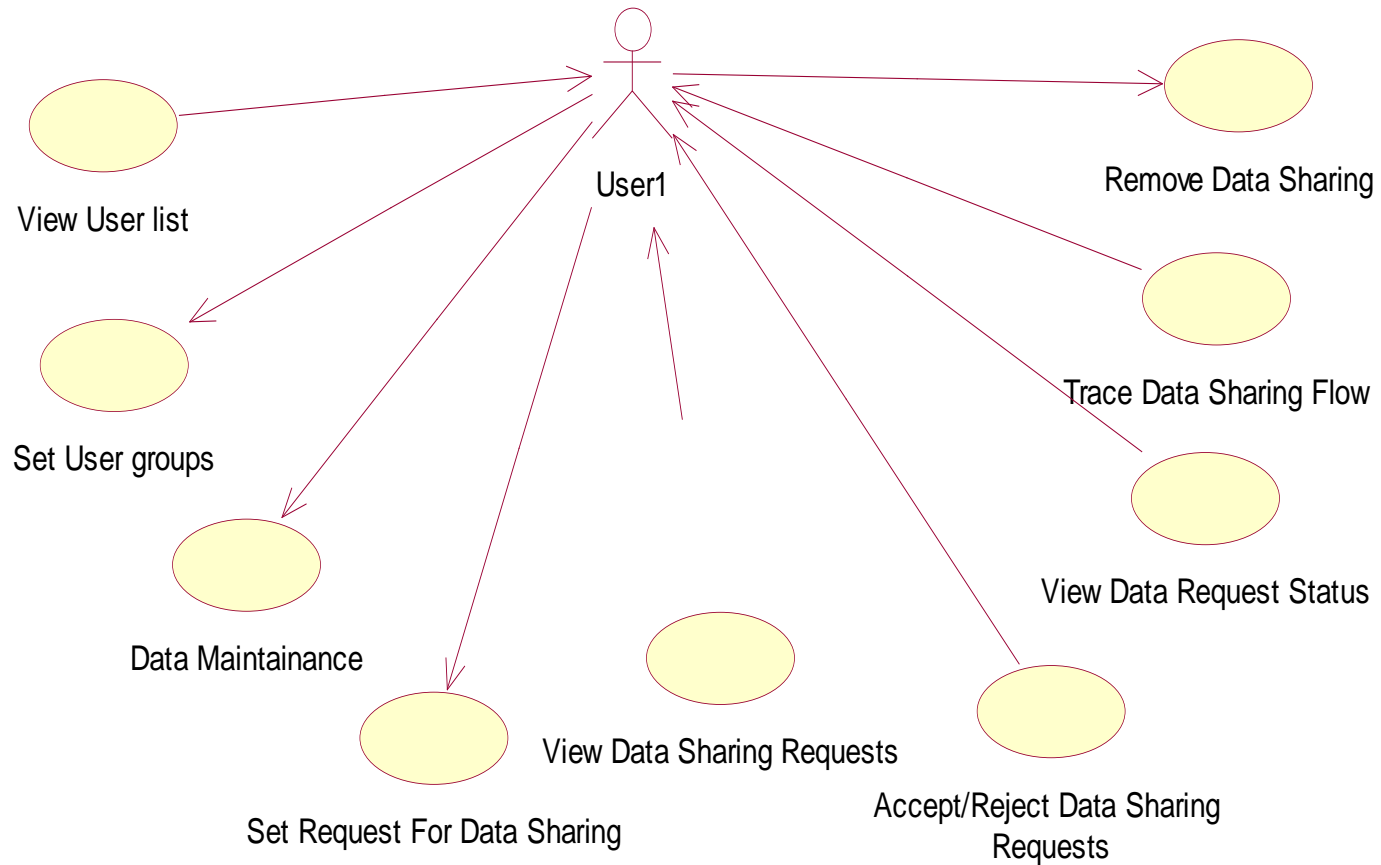 User1
Remove Data Sharing
View User list
Trace Data Sharing Flow
Set User groups
View Data Request Status
Data Maintainance
View Data Sharing Requests
Accept/Reject Data Sharing
Requests
Set Request For Data Sharing